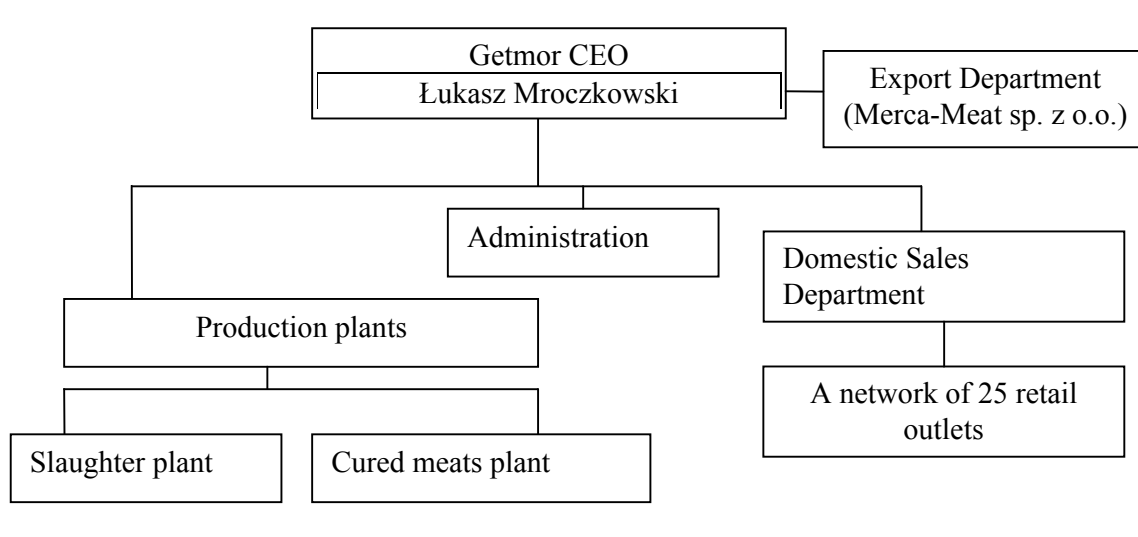 Getmor CEO
Łukasz Mroczkowski
Export Department
(Merca-Meat sp. z o.o.)
Administration
Domestic Sales
Department
Production plants
A network of 25 retail
outlets
Slaughter plant
Cured meats plant